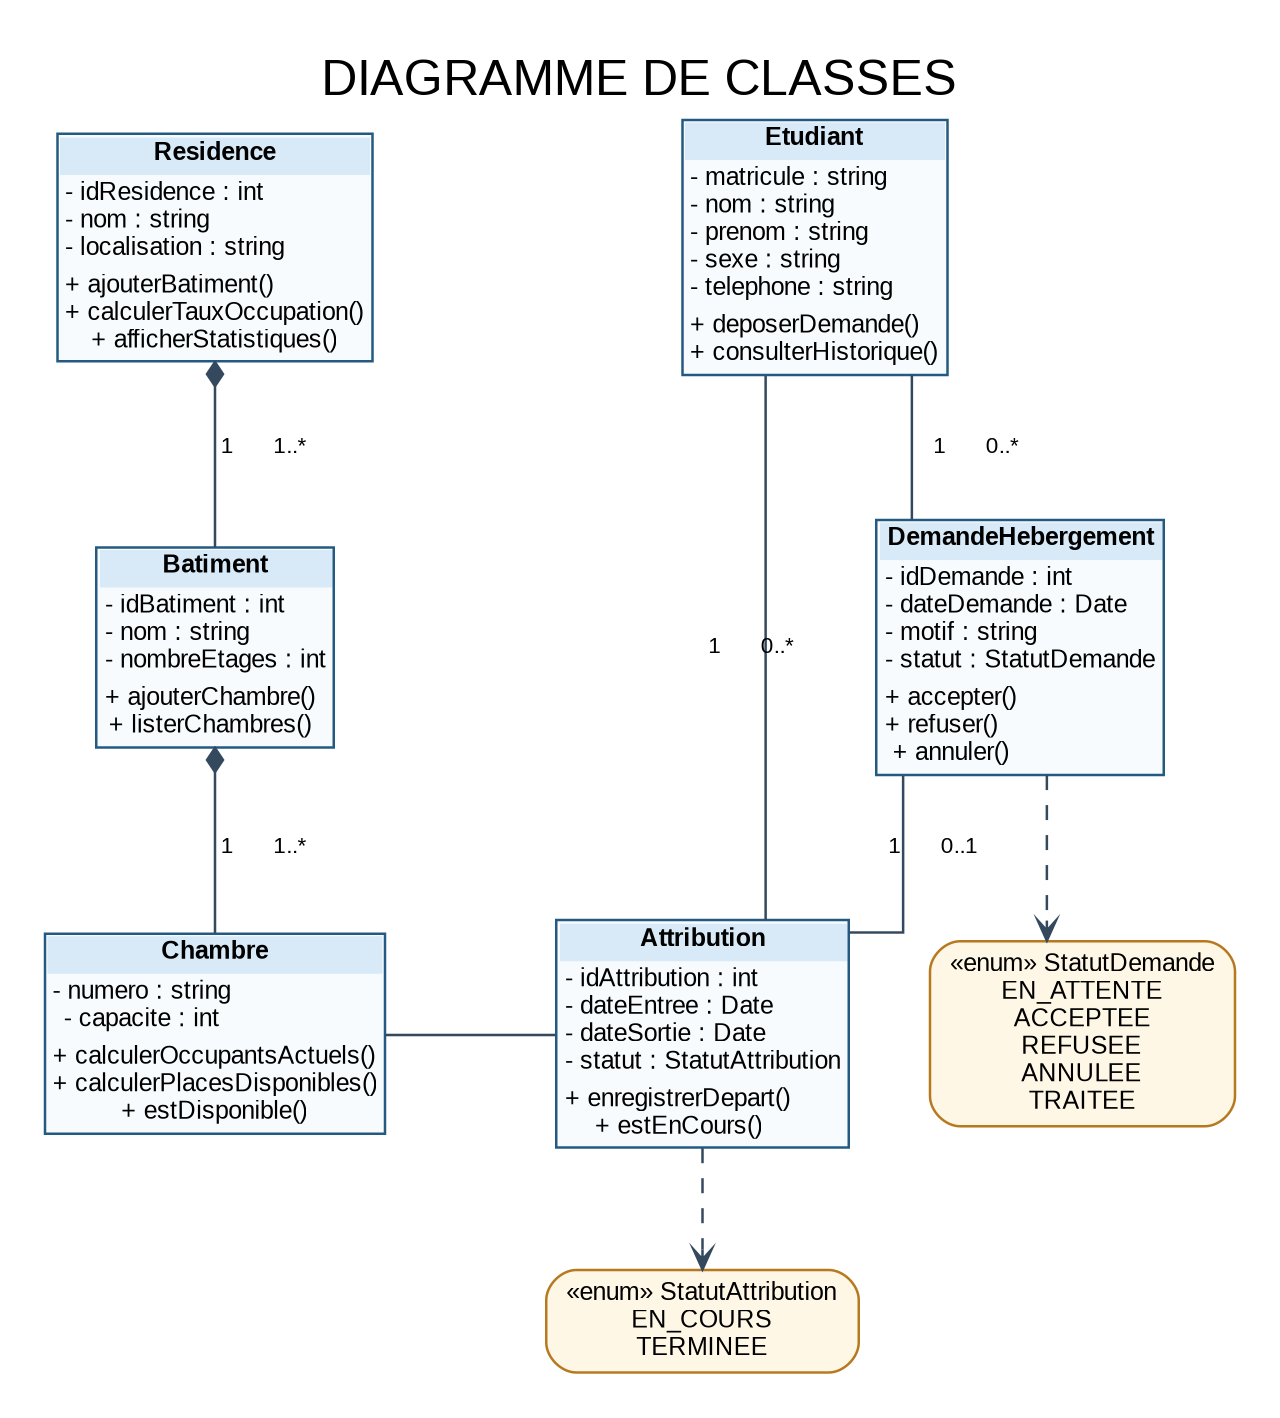 DIAGRAMME DE CLASSES
Residence
- idResidence : int
- nom : string
- localisation : string
+ ajouterBatiment()
+ calculerTauxOccupation()
+ afficherStatistiques()
Etudiant
- matricule : string
- nom : string
- prenom : string
- sexe : string
- telephone : string
+ deposerDemande()
+ consulterHistorique()
1 1..*
1 0..*
Batiment
- idBatiment : int
- nom : string
- nombreEtages : int
+ ajouterChambre()
+ listerChambres()
1 0..*
DemandeHebergement
- idDemande : int
- dateDemande : Date
- motif : string
- statut : StatutDemande
+ accepter()
+ refuser()
+ annuler()
1 1..*
1 0..1
Chambre
- numero : string
- capacite : int
+ calculerOccupantsActuels()
+ calculerPlacesDisponibles()
+ estDisponible()
Attribution
- idAttribution : int
- dateEntree : Date
- dateSortie : Date
- statut : StatutAttribution
+ enregistrerDepart()
+ estEnCours()
«enum» StatutDemande
EN_ATTENTE
ACCEPTEE
REFUSEE
ANNULEE
TRAITEE
«enum» StatutAttribution
EN_COURS
TERMINEE